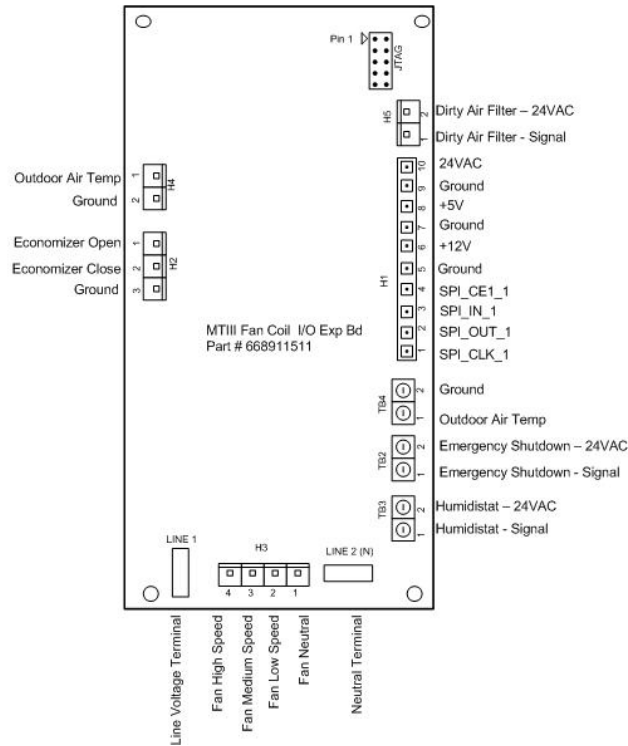 Pin 1
JTAG
H5
2 Dirty Air Filter – 24VAC
1 Dirty Air Filter - Signal
H1
10 24VAC
9 Ground
8 +5V
7 Ground
6 +12V
5 Ground
4 SPI_CE1_1
3 SPI_IN_1
2 SPI_OUT_1
1 SPI_CLK_1
Outdoor Air Temp 1
Ground 2
H4
Economizer Open 1
Economizer Close 2
Ground 3
H2
MTIII Fan Coil I/O Exp Bd
Part # 668911511
TB4
2 Ground
1 Outdoor Air Temp
TB2
2 Emergency Shutdown – 24VAC
1 Emergency Shutdown - Signal
TB3
2 Humidistat – 24VAC
1 Humidistat - Signal
LINE 1
H3
LINE 2 (N)
4 3 2 1
Line Voltage Terminal
Fan High Speed
Fan Medium Speed
Fan Low Speed
Fan Neutral
Neutral Terminal